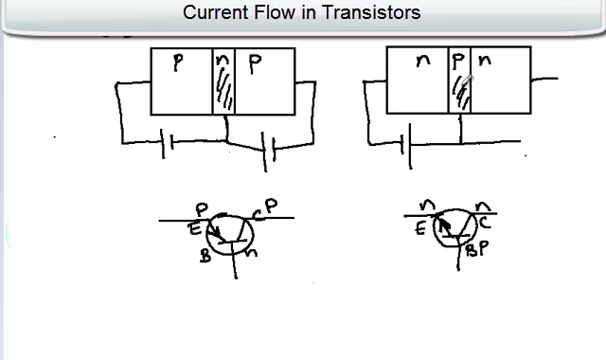 Current Flow in Transistors
P n P
n P n
P C P
E
B n
n n
E C
B P